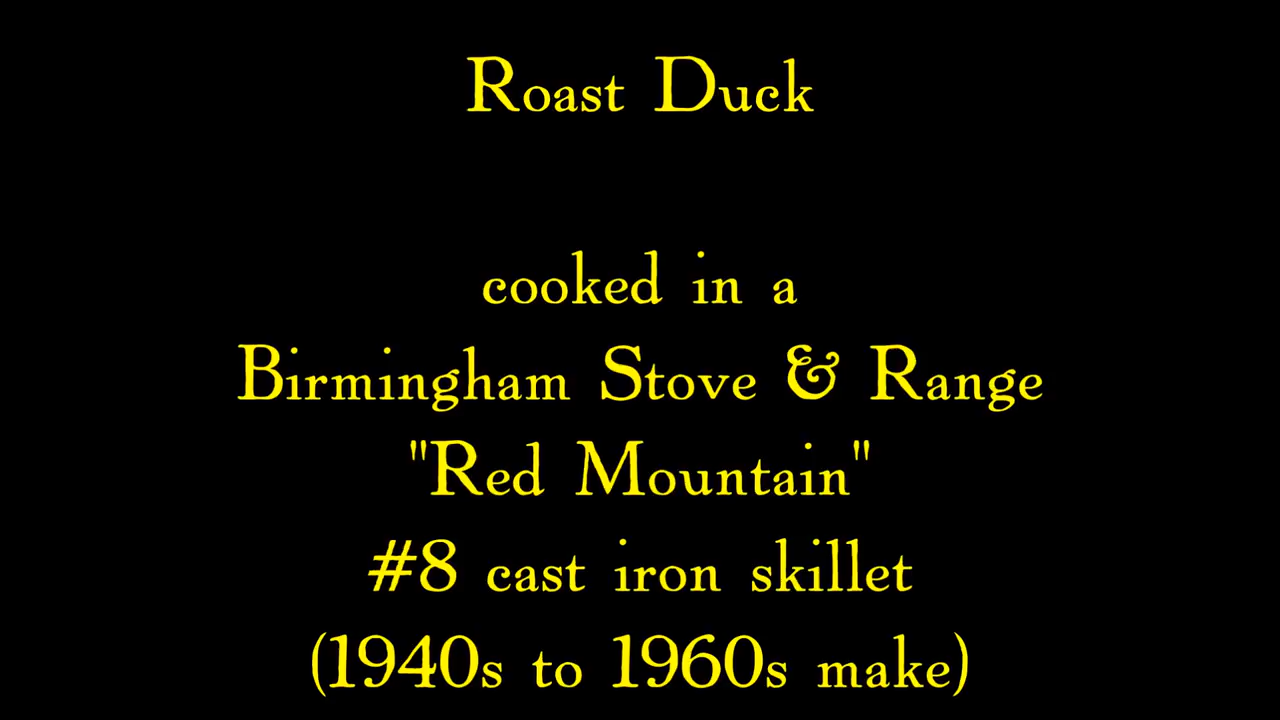 Roast Duck
cooked in a
Birmingham Stove & Range
"Red Mountain"
#8 cast iron skillet
(1940s to 1960s make)